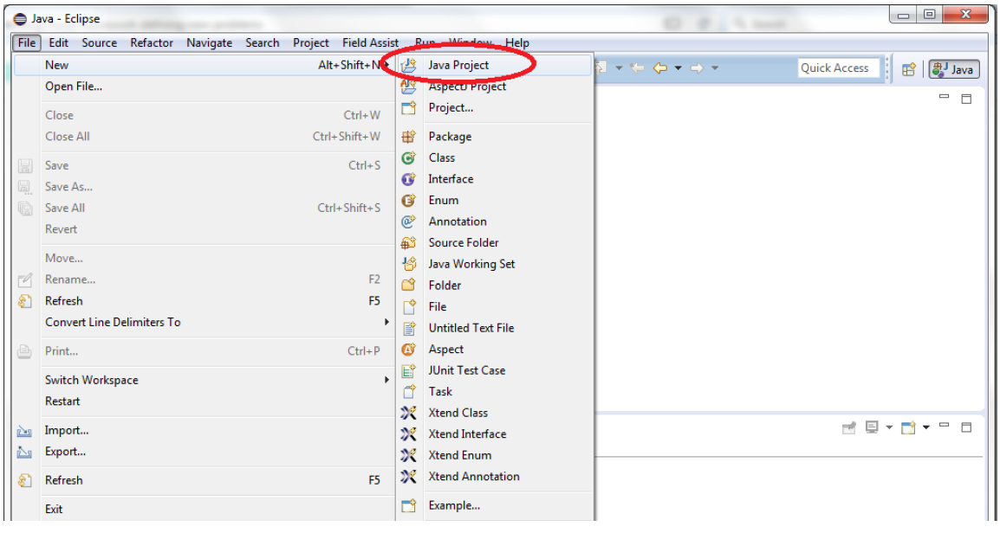 Java - Eclipse
File Edit Source Refactor Navigate Search Project Field Assist Run Window Help
Quick Access Java
New Alt+Shift+N
Open File...
Close Ctrl+W
Close All Ctrl+Shift+W
Save Ctrl+S
Save As...
Save All Ctrl+Shift+S
Revert
Move...
Rename... F2
Refresh F5
Convert Line Delimiters To
Print... Ctrl+P
Switch Workspace
Restart
Import...
Export...
Refresh F5
Exit
Java Project
AspectJ Project
Project...
Package
Class
Interface
Enum
Annotation
Source Folder
Java Working Set
Folder
File
Untitled Text File
Aspect
JUnit Test Case
Task
Xtend Class
Xtend Interface
Xtend Enum
Xtend Annotation
Example...